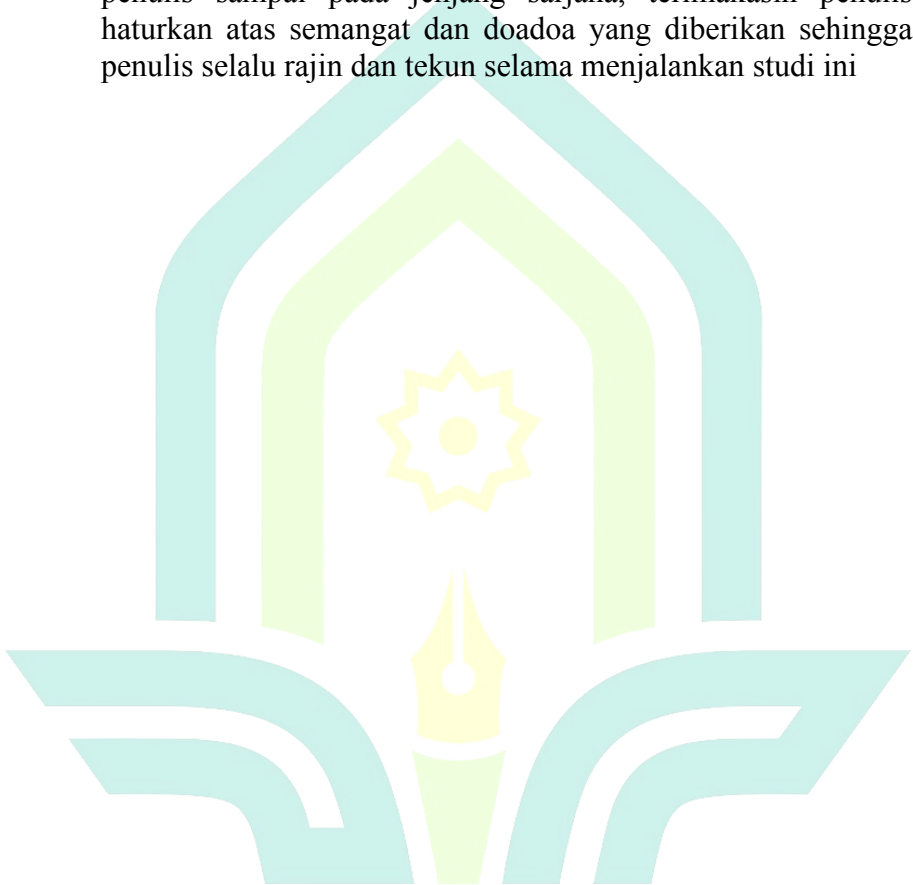 penulis sampai pada jenjang sarjana, terimakasih penulis
haturkan atas semangat dan doadoa yang diberikan sehingga
penulis selalu rajin dan tekun selama menjalankan studi ini